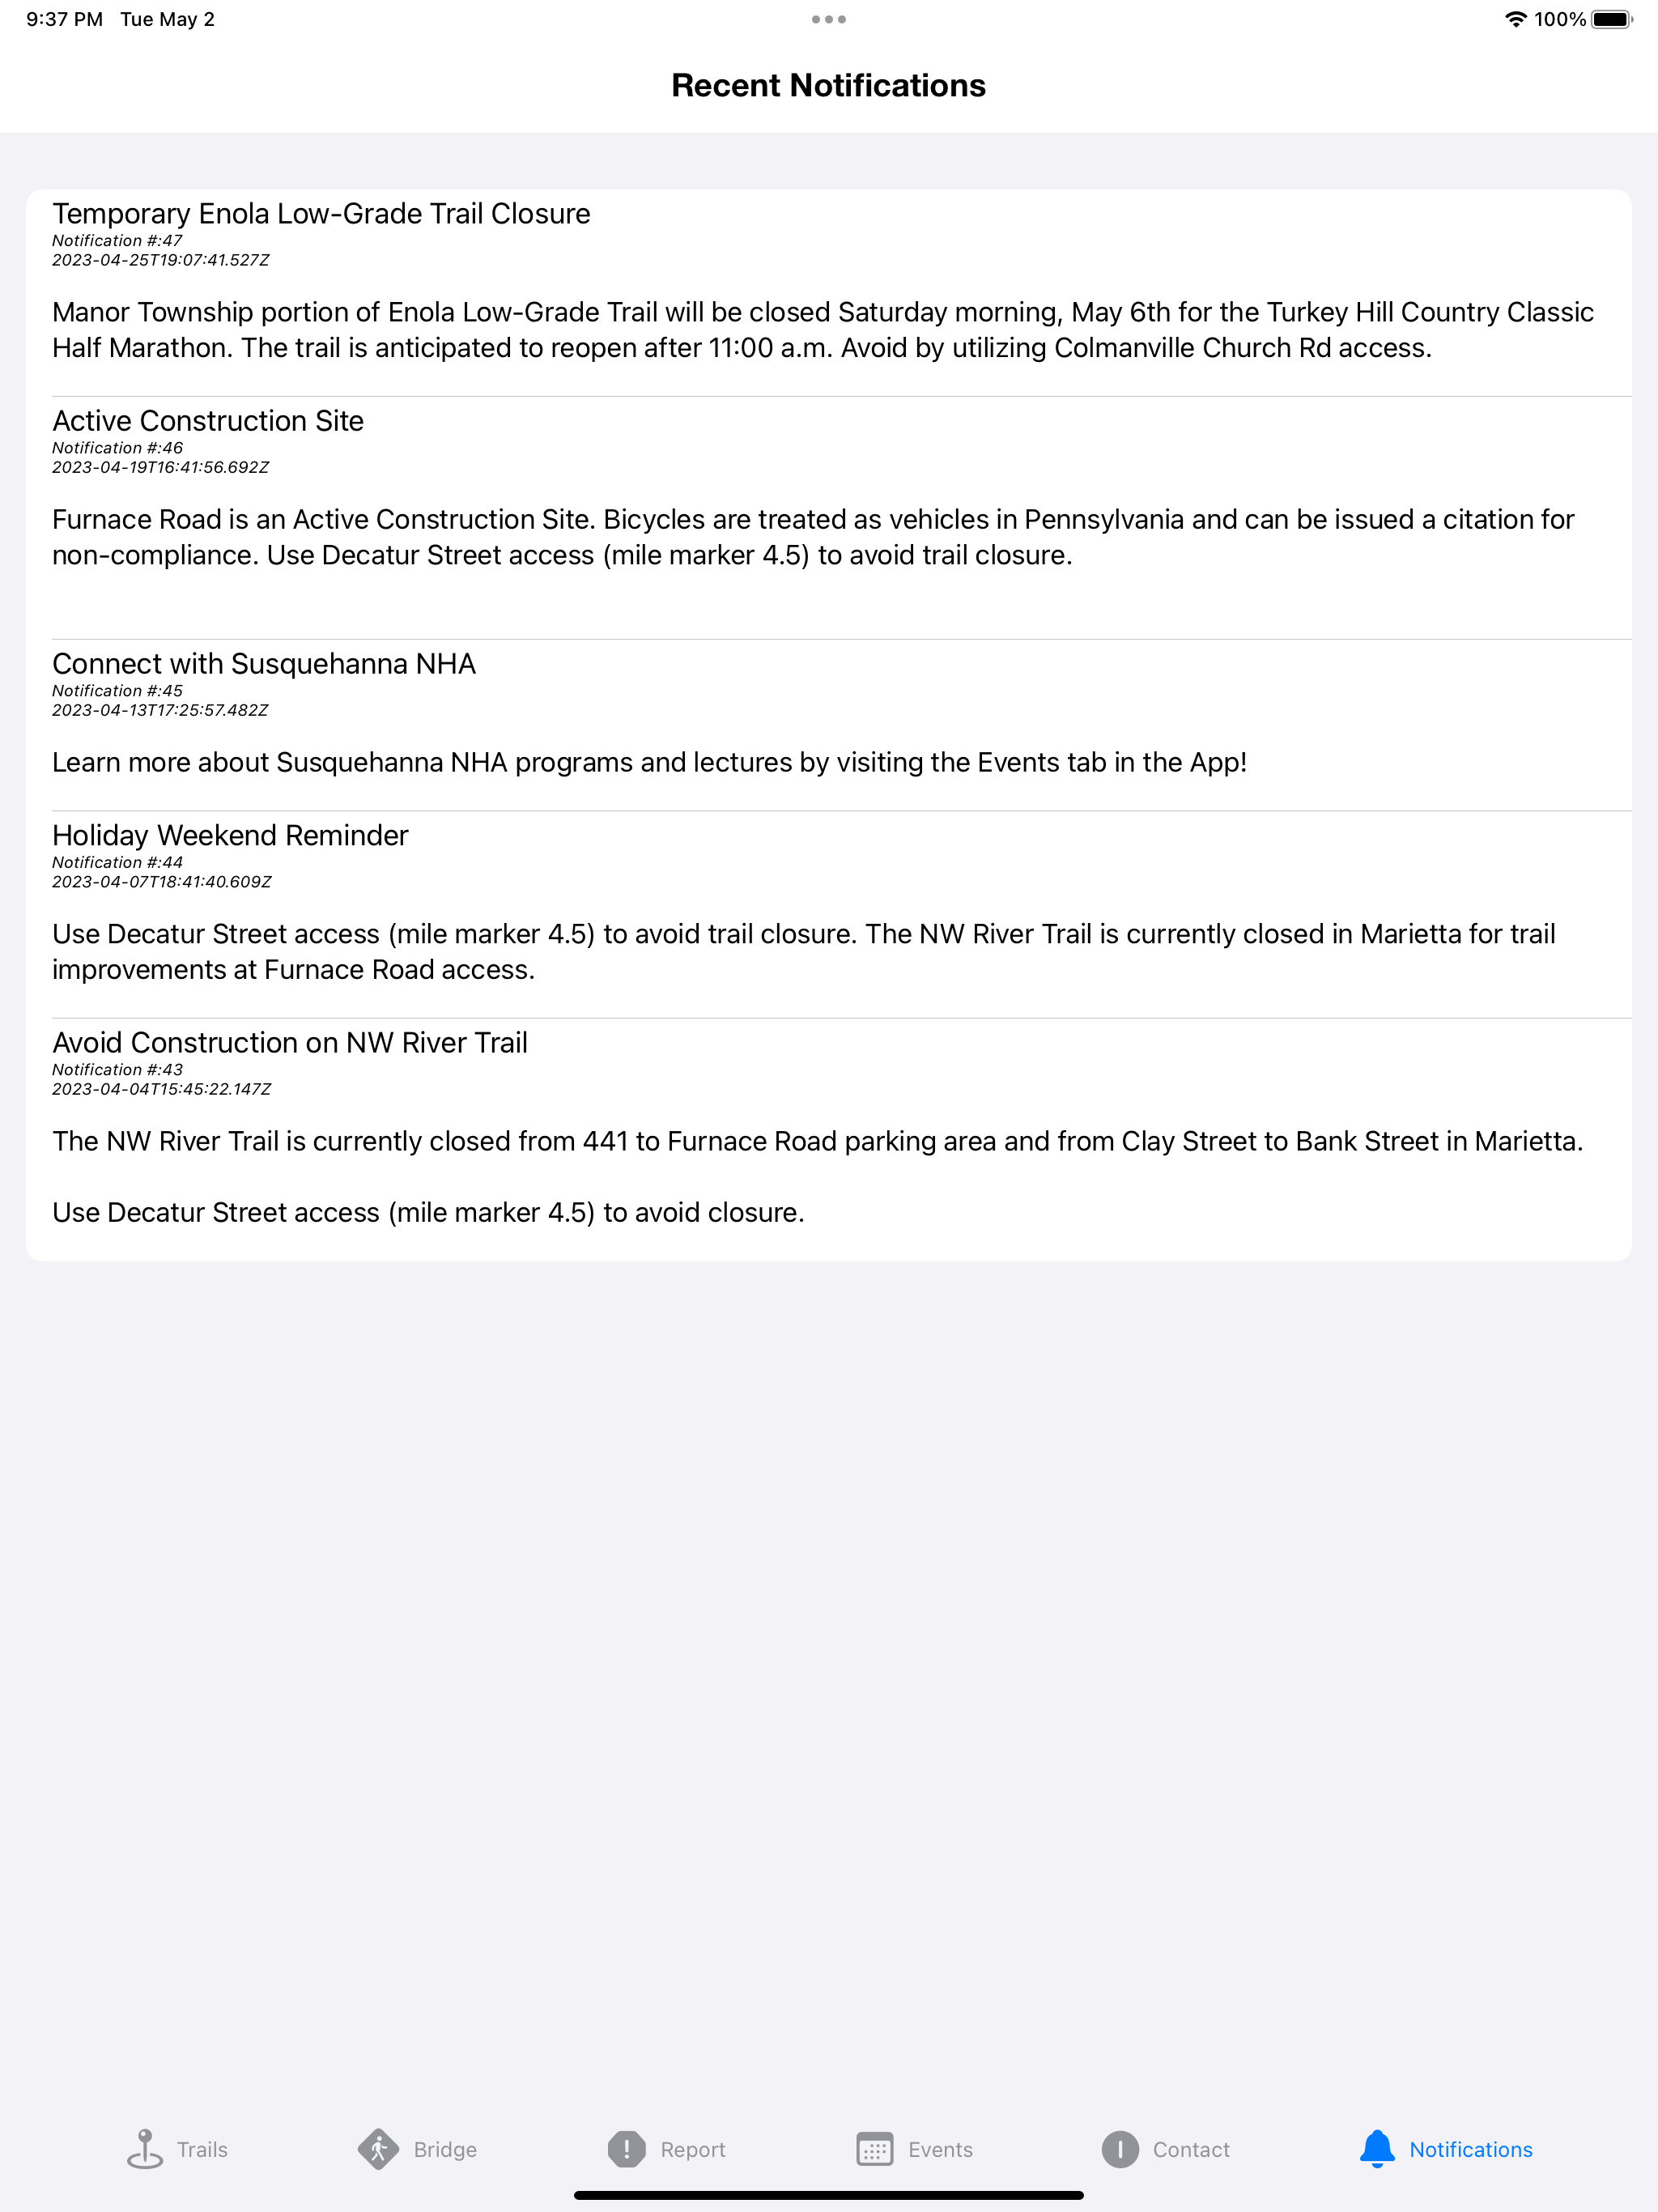 9:37 PM Tue May 2
100%
Recent Notifications
Temporary Enola Low-Grade Trail Closure
Notification #:47
2023-04-25T19:07:41.527Z
Manor Township portion of Enola Low-Grade Trail will be closed Saturday morning, May 6th for the Turkey Hill Country Classic
Half Marathon. The trail is anticipated to reopen after 11:00 a.m. Avoid by utilizing Colmanville Church Rd access.
Active Construction Site
Notification #:46
2023-04-19T16:41:56.692Z
Furnace Road is an Active Construction Site. Bicycles are treated as vehicles in Pennsylvania and can be issued a citation for
non-compliance. Use Decatur Street access (mile marker 4.5) to avoid trail closure.
Connect with Susquehanna NHA
Notification #:45
2023-04-13T17:25:57.482Z
Learn more about Susquehanna NHA programs and lectures by visiting the Events tab in the App!
Holiday Weekend Reminder
Notification #:44
2023-04-07T18:41:40.609Z
Use Decatur Street access (mile marker 4.5) to avoid trail closure. The NW River Trail is currently closed in Marietta for trail
improvements at Furnace Road access.
Avoid Construction on NW River Trail
Notification #:43
2023-04-04T15:45:22.147Z
The NW River Trail is currently closed from 441 to Furnace Road parking area and from Clay Street to Bank Street in Marietta.
Use Decatur Street access (mile marker 4.5) to avoid closure.
Trails
Bridge
Report
Events
Contact
Notifications